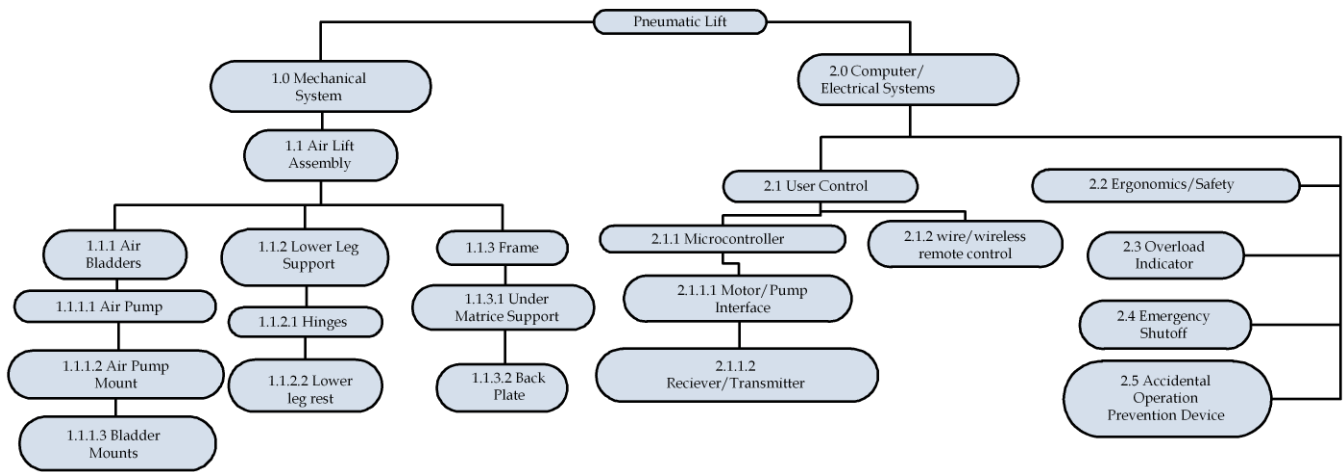 Pneumatic Lift
1.0 Mechanical
System
2.0 Computer/
Electrical Systems
1.1 Air Lift
Assembly
2.1 User Control
2.2 Ergonomics/Safety
1.1.1 Air
Bladders
1.1.2 Lower Leg
Support
1.1.3 Frame
2.1.1 Microcontroller
2.1.2 wire/wireless
remote control
2.3 Overload
Indicator
1.1.1.1 Air Pump
1.1.2.1 Hinges
1.1.3.1 Under
Matrice Support
2.1.1.1 Motor/Pump
Interface
2.4 Emergency
Shutoff
1.1.1.2 Air Pump
Mount
1.1.2.2 Lower
leg rest
1.1.3.2 Back
Plate
2.1.1.2
Reciever/Transmitter
2.5 Accidental
Operation
Prevention Device
1.1.1.3 Bladder
Mounts